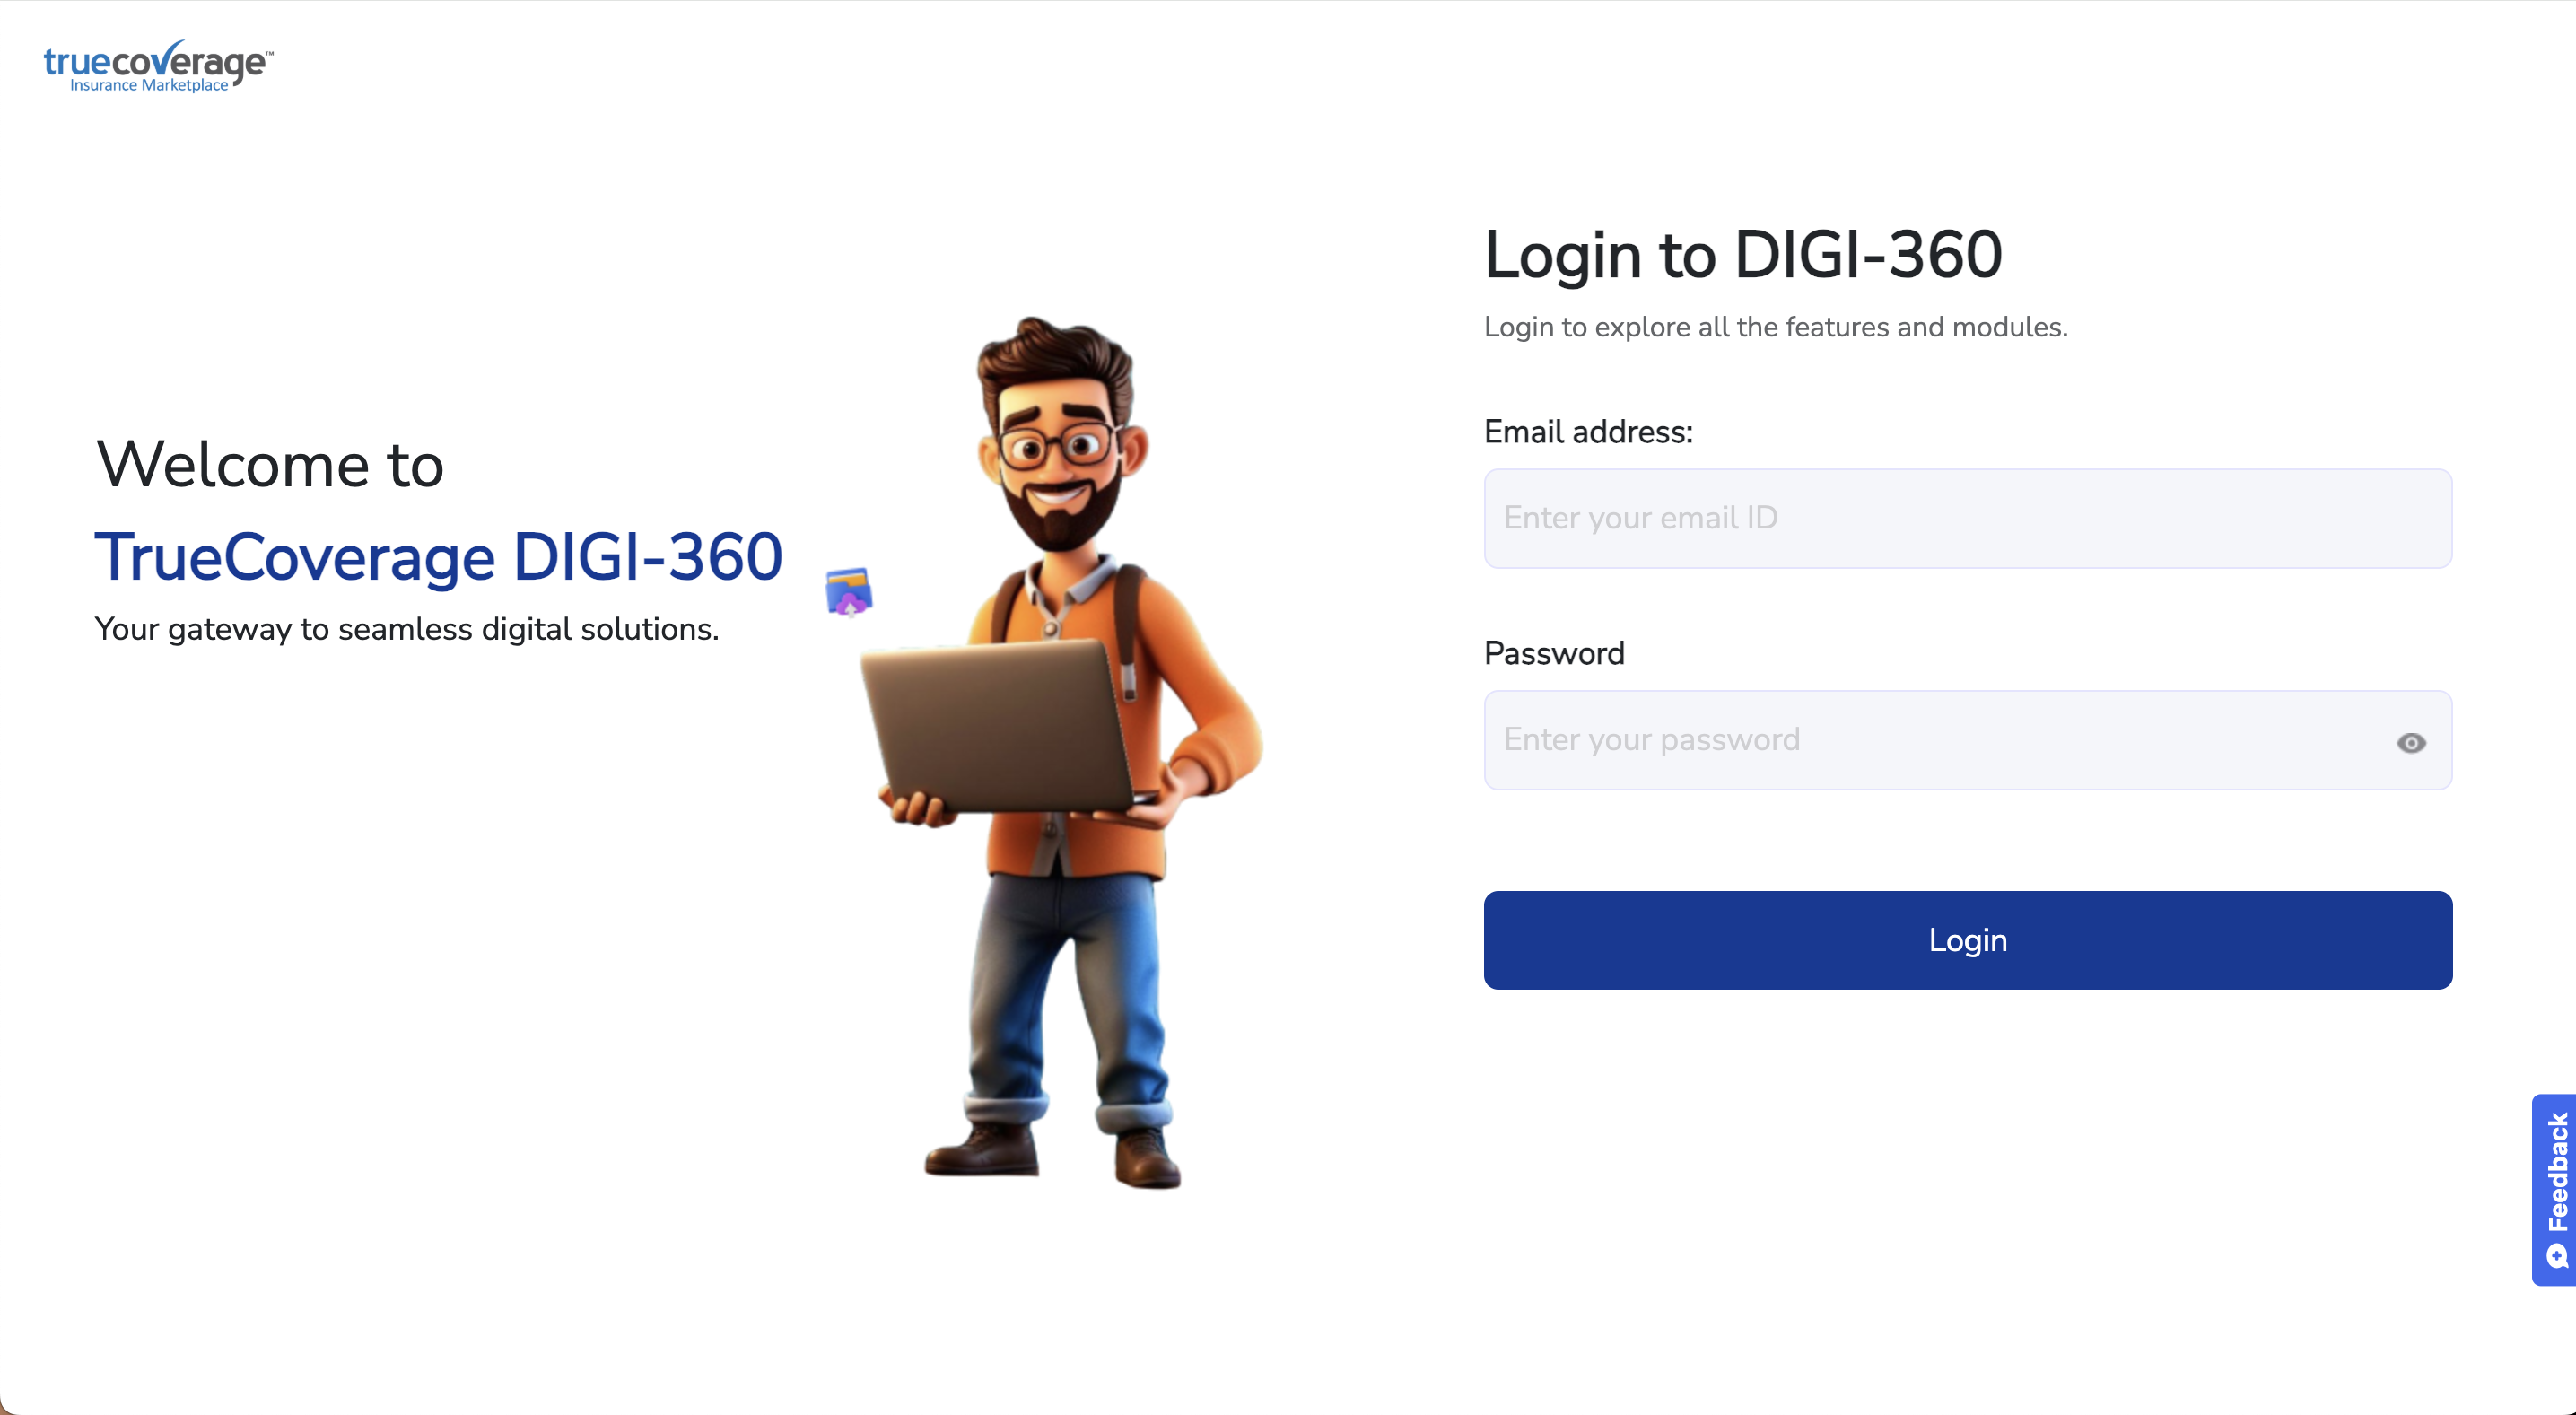 truecoverage™
Insurance Marketplace
Welcome to
TrueCoverage DIGI-360
Your gateway to seamless digital solutions.
Login to DIGI-360
Login to explore all the features and modules.
Email address:
Enter your email ID
Password
Enter your password
Login
Feedback